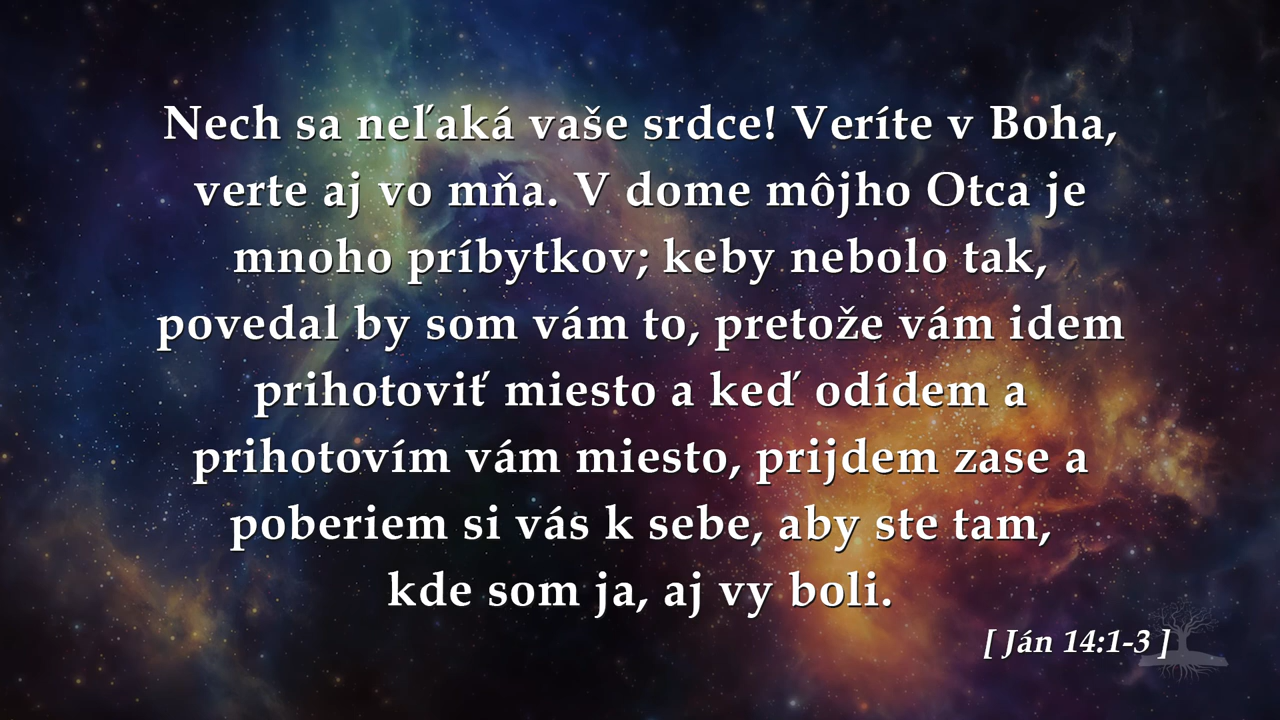 Nech sa neľaká vaše srdce! Veríte v Boha,
verte aj vo mňa. V dome môjho Otca je
mnoho príbytkov; keby nebolo tak,
povedal by som vám to, pretože vám idem
prihotoviť miesto a keď odídem a
prihotovím vám miesto, prijdem zase a
poberiem si vás k sebe, aby ste tam,
kde som ja, aj vy boli.
[ Ján 14:1-3 ]